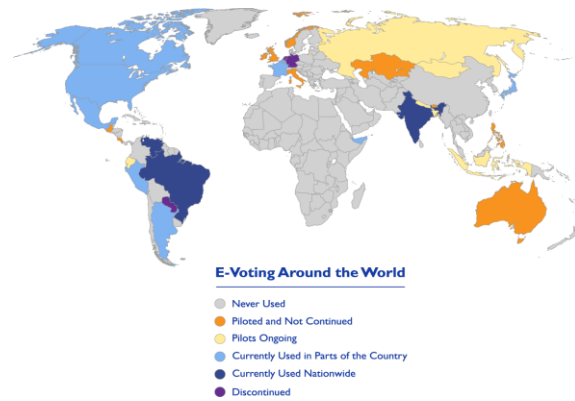 E-Voting Around the World
Never Used
Piloted and Not Continued
Pilots Ongoing
Currently Used in Parts of the Country
Currently Used Nationwide
Discontinued